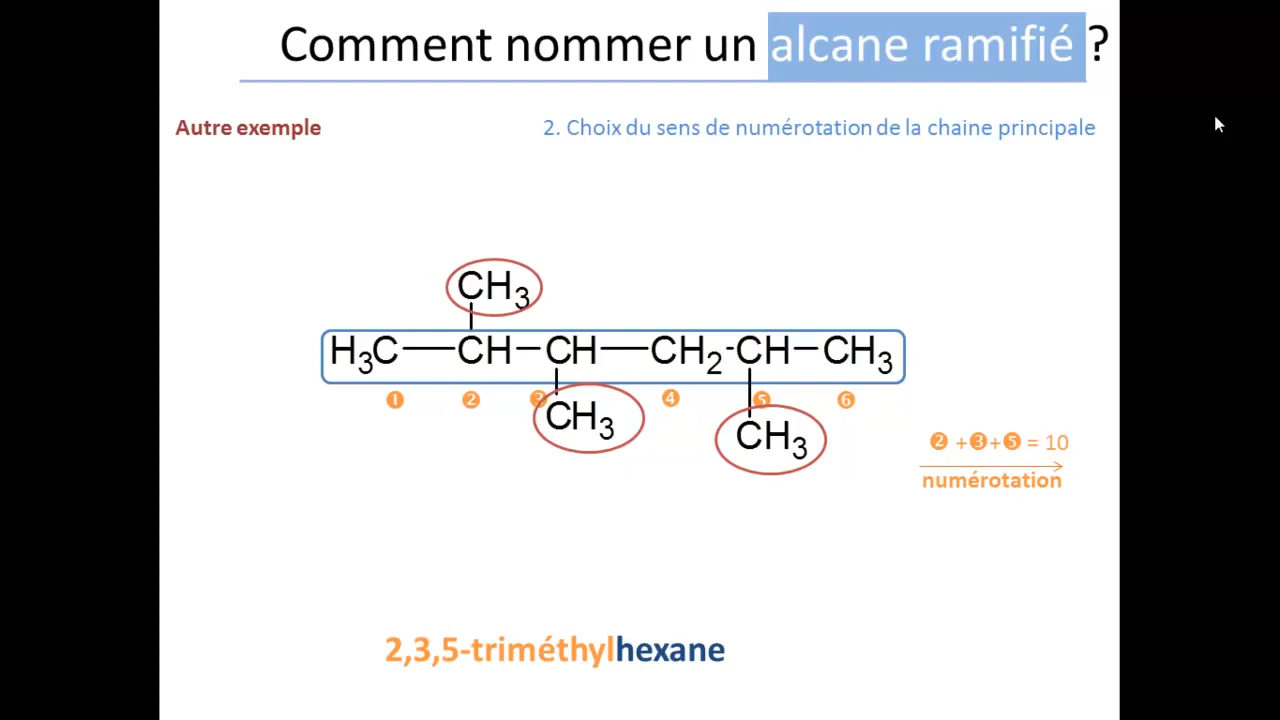 Comment nommer un alcane ramifié ?
Autre exemple
2. Choix du sens de numérotation de la chaine principale
CH3
H3C CH CH CH2 CH CH3
1 2 3 4 5 6
CH3
CH3
2 +3+5 = 10
numérotation
2,3,5-triméthylhexane